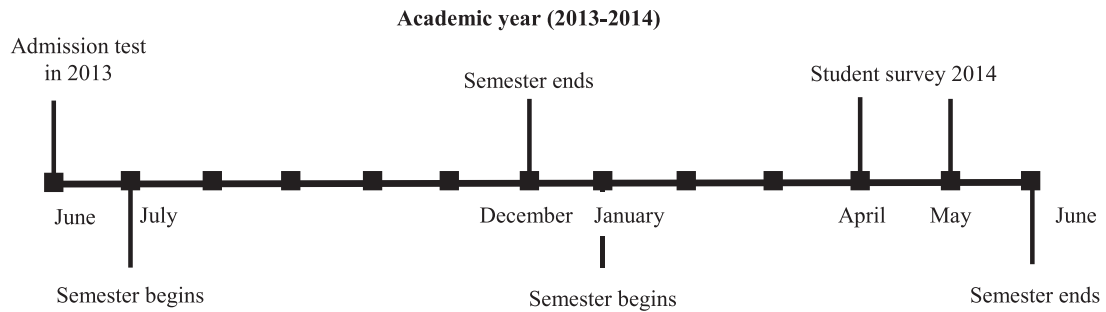 Academic year (2013-2014)
Admission test
in 2013
Semester ends
Student survey 2014
June
July
December
January
April
May
June
Semester begins
Semester begins
Semester ends